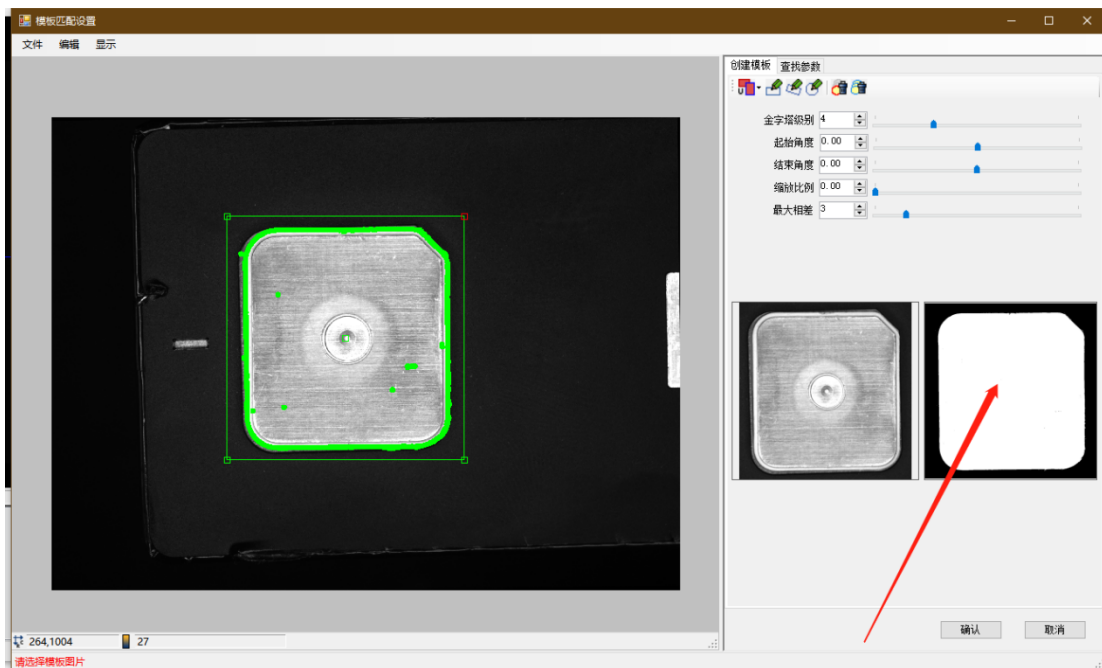 模板匹配设置
文件 编辑 显示
创建模板 查找参数
金字塔级别 4
起始角度 0.00
结束角度 0.00
缩放比例 0.00
最大相差 3
确认 取消
264,1004 27
请选择模板图片